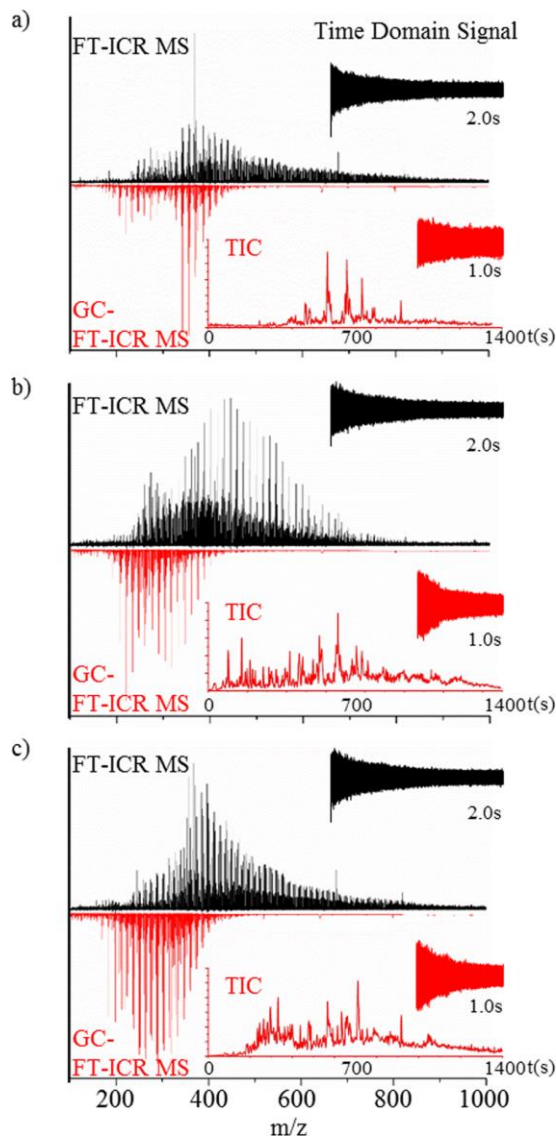 a)
FT-ICR MS
Time Domain Signal
2.0s
TIC
1.0s
GC-
FT-ICR MS
0
700
1400t(s)
b)
FT-ICR MS
2.0s
TIC
1.0s
GC-
FT-ICR MS
0
700
1400t(s)
c)
FT-ICR MS
2.0s
TIC
1.0s
GC-
FT-ICR MS
0
700
1400t(s)
200 400 600 800 1000
m/z